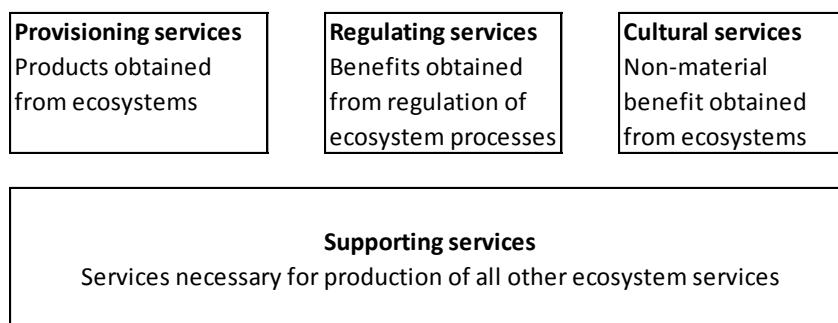 Provisioning services
Products obtained
from ecosystems
Regulating services
Benefits obtained
from regulation of
ecosystem processes
Cultural services
Non-material
benefit obtained
from ecosystems
Supporting services
Services necessary for production of all other ecosystem services